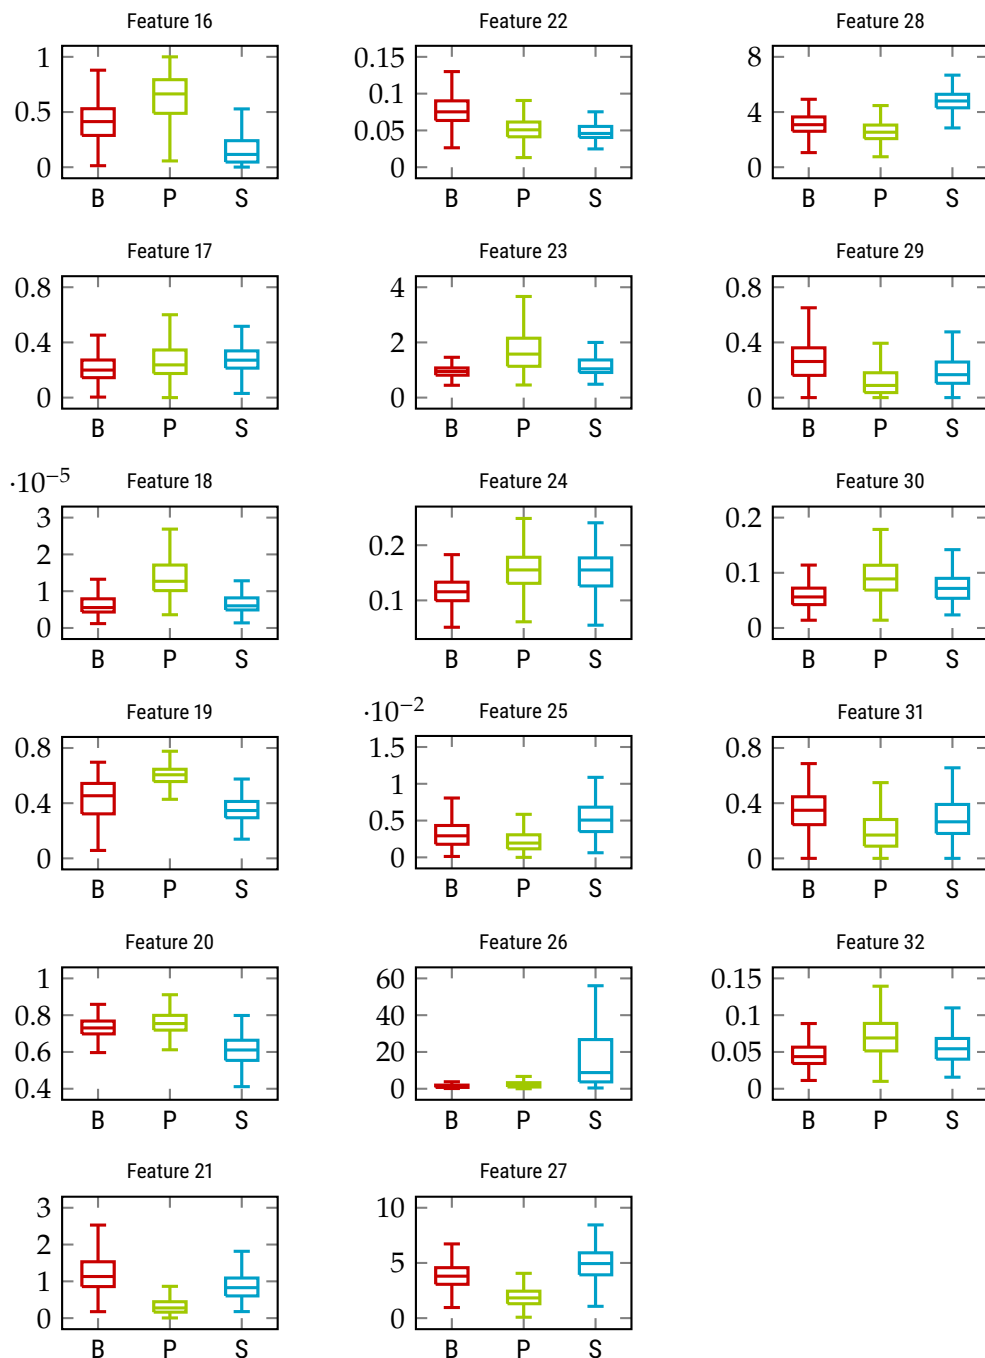 Feature 16
1
0.5
0
B P S
Feature 22
0.15
0.1
0.05
0
B P S
Feature 28
8
4
0
B P S
Feature 17
0.8
0.4
0
B P S
Feature 23
4
2
0
B P S
Feature 29
0.8
0.4
0
B P S
·10⁻⁵
Feature 18
3
2
1
0
B P S
Feature 24
0.2
0.1
B P S
Feature 30
0.2
0.1
0
B P S
Feature 19
0.8
0.4
0
B P S
·10⁻²
Feature 25
1.5
1
0.5
0
B P S
Feature 31
0.8
0.4
0
B P S
Feature 20
1
0.8
0.6
0.4
B P S
Feature 26
60
40
20
0
B P S
Feature 32
0.15
0.1
0.05
0
B P S
Feature 21
3
2
1
0
B P S
Feature 27
10
5
0
B P S